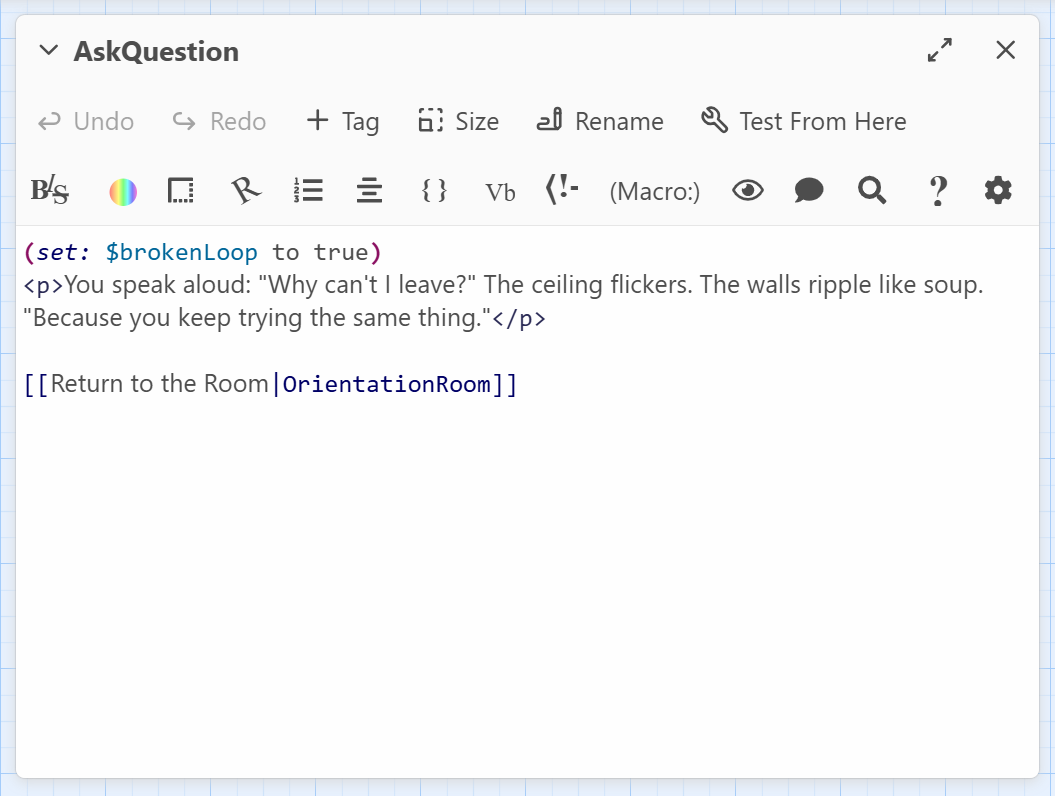 AskQuestion
Undo Redo + Tag Size Rename Test From Here
B/S { } Vb (!- (Macro:) ?
(set: $brokenLoop to true)
<p>You speak aloud: "Why can't I leave?" The ceiling flickers. The walls ripple like soup.
"Because you keep trying the same thing."</p>
[[Return to the Room|OrientationRoom]]